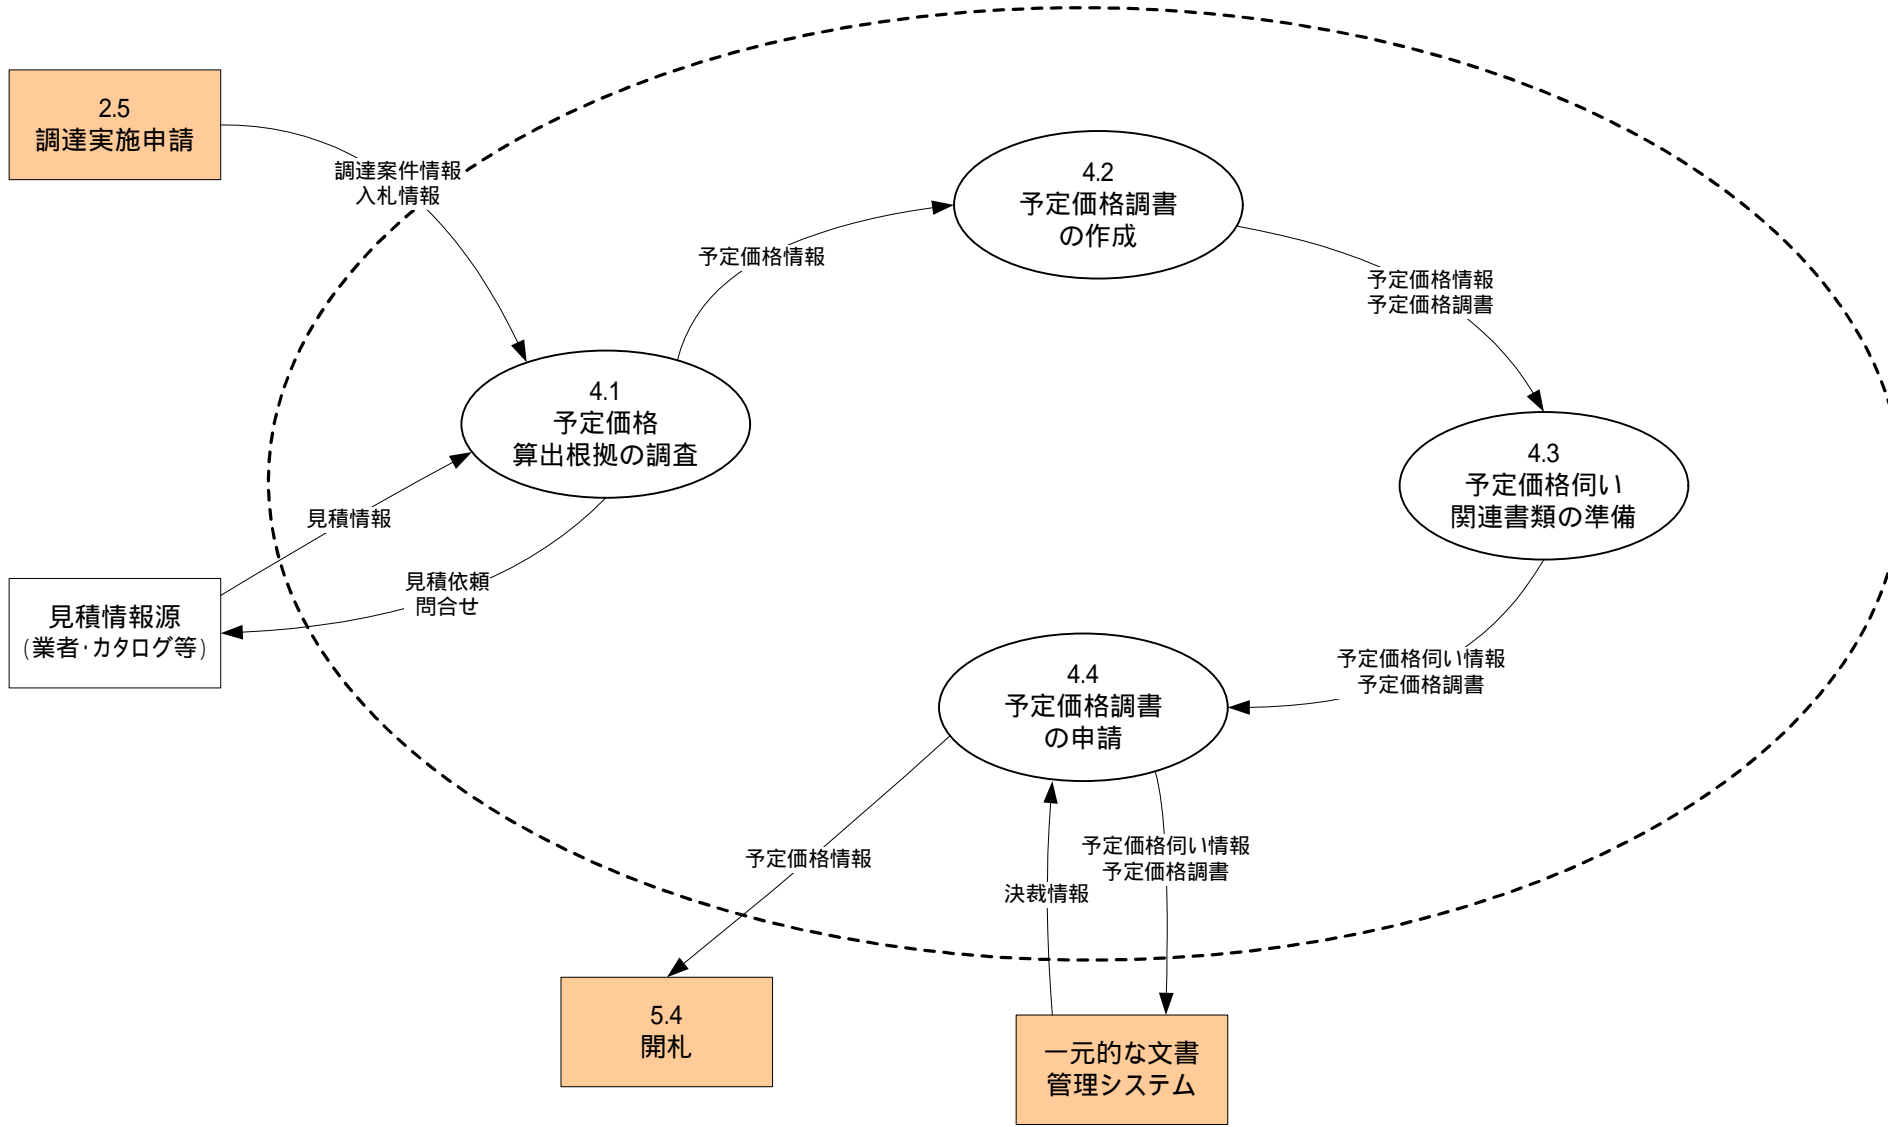 2.5
調達実施申請
調達案件情報
入札情報
4.2
予定価格調書
の作成
予定価格情報
予定価格情報
予定価格調書
4.1
予定価格
算出根拠の調査
4.3
予定価格伺い
関連書類の準備
見積情報
見積依頼
問合せ
見積情報源
(業者・カタログ等)
4.4
予定価格調書
の申請
予定価格伺い情報
予定価格調書
予定価格情報
予定価格伺い情報
予定価格調書
決裁情報
5.4
開札
一元的な文書
管理システム